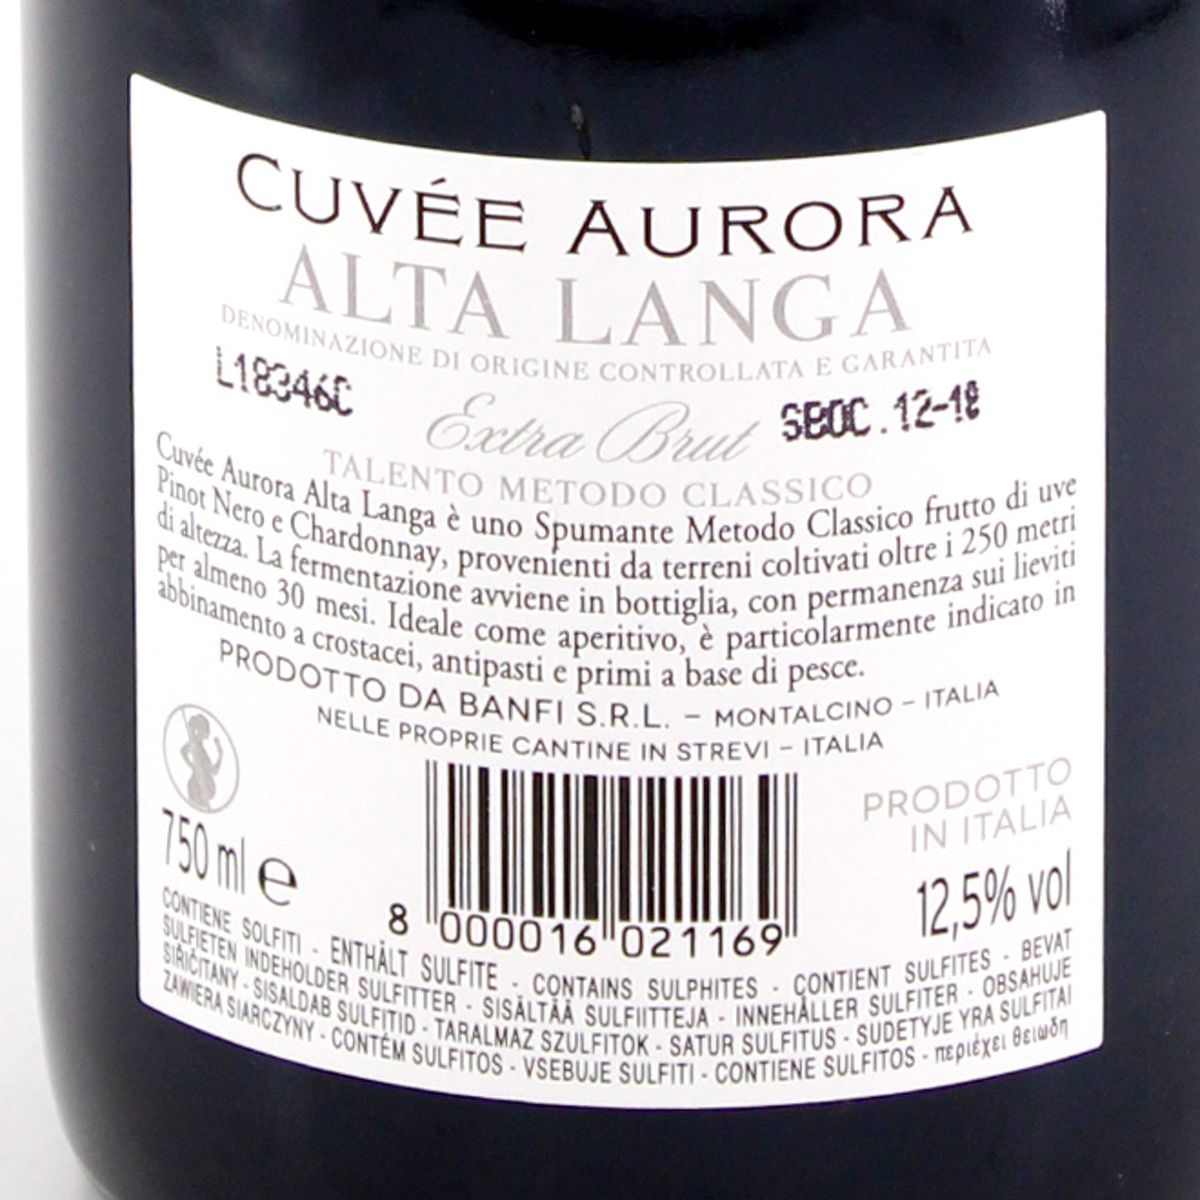 CUVÉE AURORA
ALTA LANGA
DENOMINAZIONE DI ORIGINE CONTROLLATA E GARANTITA
L18346C
Extra Brut
SBOC.12-18
TALENTO METODO CLASSICO
Cuvée Aurora Alta Langa è uno Spumante Metodo Classico frutto di uve
Pinot Nero e Chardonnay, provenienti da terreni coltivati oltre i 250 metri
di altezza. La fermentazione avviene in bottiglia, con permanenza sui lieviti
per almeno 30 mesi. Ideale come aperitivo, è particolarmente indicato in
abbinamento a crostacei, antipasti e primi a base di pesce.
PRODOTTO DA BANFI S.R.L. – MONTALCINO – ITALIA
NELLE PROPRIE CANTINE IN STREVI – ITALIA
PRODOTTO
IN ITALIA
750 ml e
12,5% vol
8 000016 021169
CONTIENE SOLFITI - ENTHÄLT SULFITE - CONTAINS SULPHITES - CONTIENT SULFITES - BEVAT
SULFIETEN INDEHOLDER SULFITTER - SISÄLTÄÄ SULFIITTEJA - INNEHÅLLER SULFITER - OBSAHUJE
SIŘIČITANY - SISALDAB SULFITID - TARALMAZ SZULFITOK - SATUR SULFITUS - SUDETYJE YRA SULFITAI
ZAWIERA SIARCZYNY - CONTÉM SULFITOS - VSEBUJE SULFITI - CONTIENE SULFITOS - περιέχει θειωδη